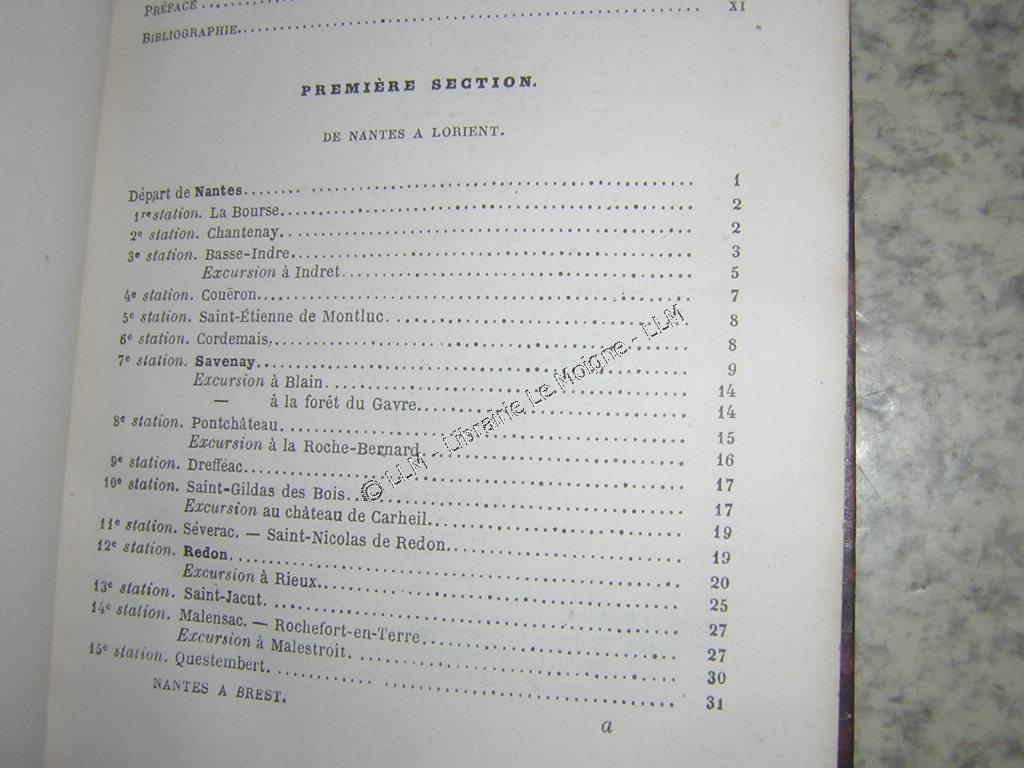 PRÉFACE
BIBLIOGRAPHIE. XI
PREMIÈRE SECTION.
DE NANTES A LORIENT.
Départ de Nantes. 1
1re station. La Bourse. 2
2e station. Chantenay. 2
3e station. Basse-Indre. 3
Excursion à Indret. 5
4e station. Couëron. 7
5e station. Saint-Étienne de Montluc. 8
6e station. Cordemais. 8
7e station. Savenay. 9
Excursion à Blain. 14
— à la forêt du Gavre. 14
8e station. Pontchâteau. 15
Excursion à la Roche-Bernard. 16
9e station. Drefféac. 17
10e station. Saint-Gildas des Bois. 17
Excursion au château de Carheil. 19
11e station. Séverac. — Saint-Nicolas de Redon. 19
12e station. Redon. 20
Excursion à Rieux. 25
13e station. Saint-Jacut. 27
14e station. Malensac. — Rochefort-en-Terre. 27
Excursion à Malestroit. 30
15e station. Questembert. 31
NANTES A BREST. a
© LLM - Librairie Le Moigne - LLM